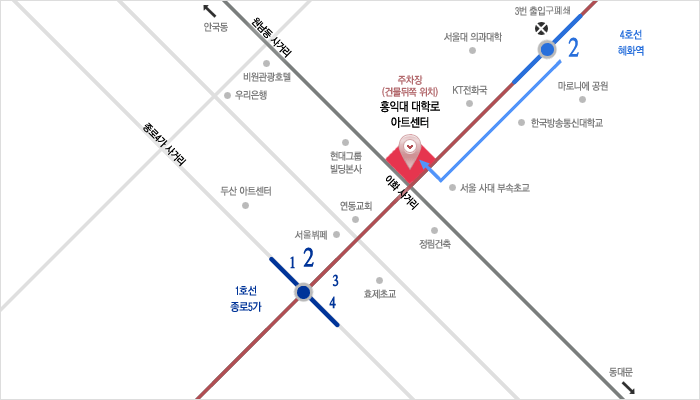 3번 출입구폐쇄
안국동
원남동 사거리
서울대 의과대학
2
4호선
혜화역
비원관광호텔
주차장
(건물뒤쪽 위치)
홍익대 대학로
아트센터
우리은행
KT전화국
마로니에 공원
한국방송통신대학교
종로4가 사거리
현대그룹
빌딩본사
이화 사거리
서울 사대 부속초교
두산 아트센터
연동교회
서울뷔페
정림건축
1
2
3
4
1호선
종로5가
효제초교
동대문